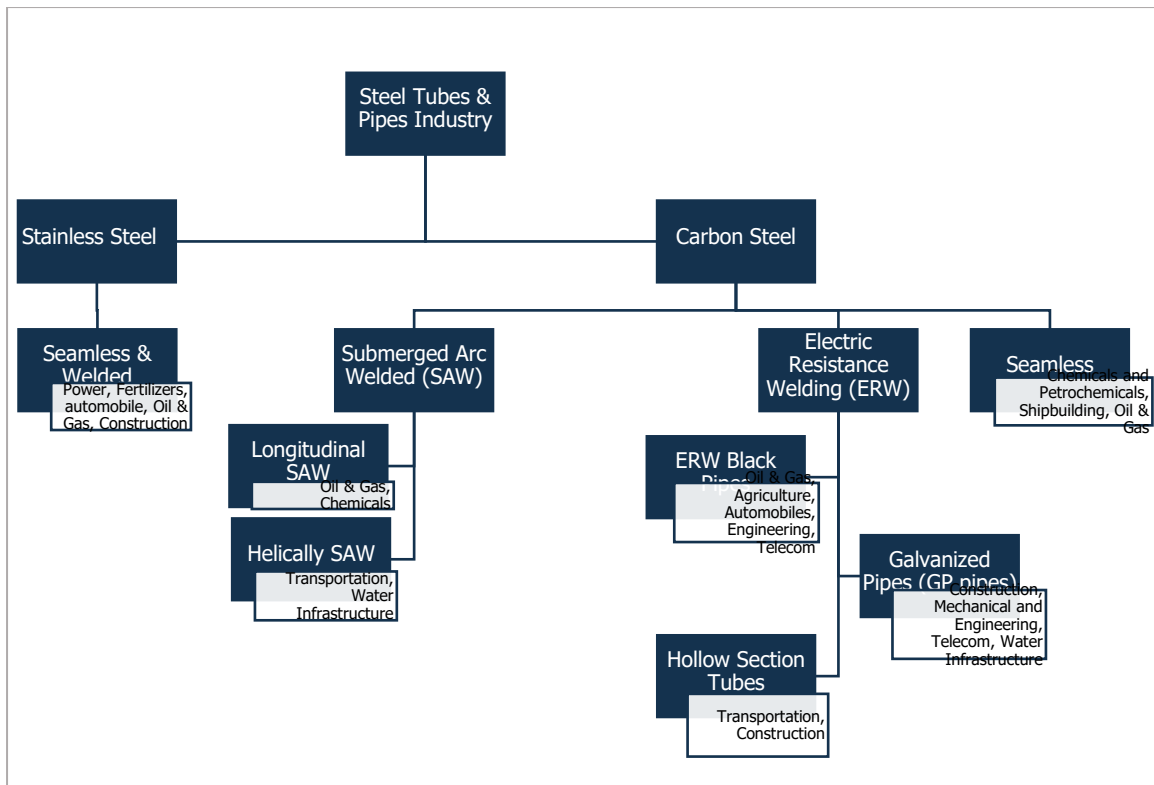 Steel Tubes &
Pipes Industry
Stainless Steel
Carbon Steel
Seamless &
Welded
Power, Fertilizers,
automobile, Oil &
Gas, Construction
Submerged Arc
Welded (SAW)
Longitudinal
SAW
Oil & Gas,
Chemicals
Helically SAW
Transportation,
Water
Infrastructure
Electric
Resistance
Welding (ERW)
ERW Black
Pipes
Oil & Gas,
Agriculture,
Automobiles,
Engineering,
Telecom
Galvanized
Pipes (GP pipes)
Construction,
Mechanical and
Engineering,
Telecom, Water
Infrastructure
Hollow Section
Tubes
Transportation,
Construction
Seamless
Chemicals and
Petrochemicals,
Shipbuilding, Oil &
Gas